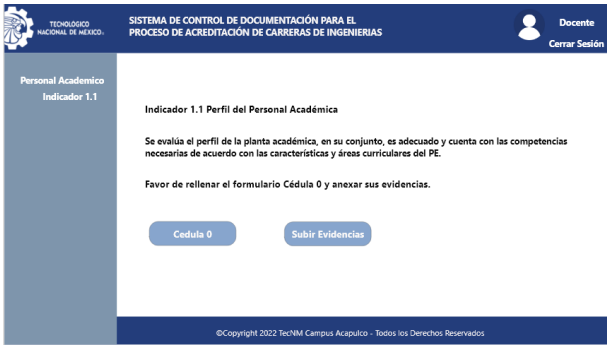 TECNOLOGICO
NACIONAL DE MEXICO®
SISTEMA DE CONTROL DE DOCUMENTACIÓN PARA EL
PROCESO DE ACREDITACIÓN DE CARRERAS DE INGENIERIAS
Docente
Cerrar Sesión
Personal Academico
Indicador 1.1
Indicador 1.1 Perfil del Personal Académica
Se evalúa el perfil de la planta académica, en su conjunto, es adecuado y cuenta con las competencias
necesarias de acuerdo con las características y áreas curriculares del PE.
Favor de rellenar el formulario Cédula 0 y anexar sus evidencias.
Cedula 0
Subir Evidencias
©Copyright 2022 TecNM Campus Acapulco - Todos los Derechos Reservados